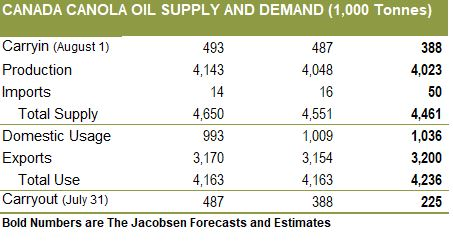 CANADA CANOLA OIL SUPPLY AND DEMAND (1,000 Tonnes)
Carryin (August 1) 493 487 388
Production 4,143 4,048 4,023
Imports 14 16 50
Total Supply 4,650 4,551 4,461
Domestic Usage 993 1,009 1,036
Exports 3,170 3,154 3,200
Total Use 4,163 4,163 4,236
Carryout (July 31) 487 388 225
Bold Numbers are The Jacobsen Forecasts and Estimates